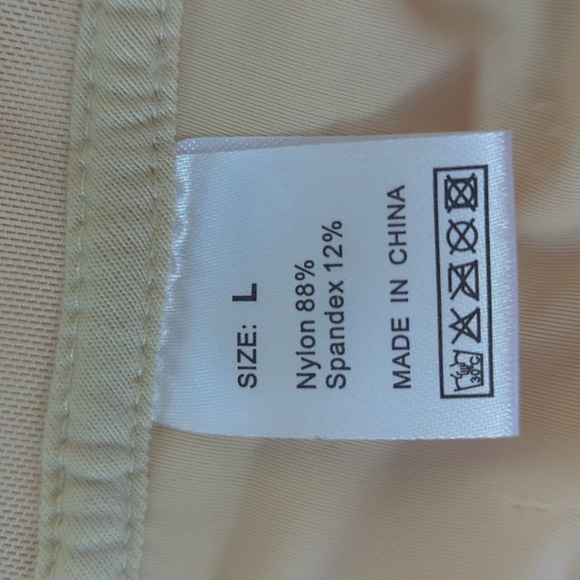 SIZE: L
Nylon 88%
Spandex 12%
MADE IN CHINA
30°C